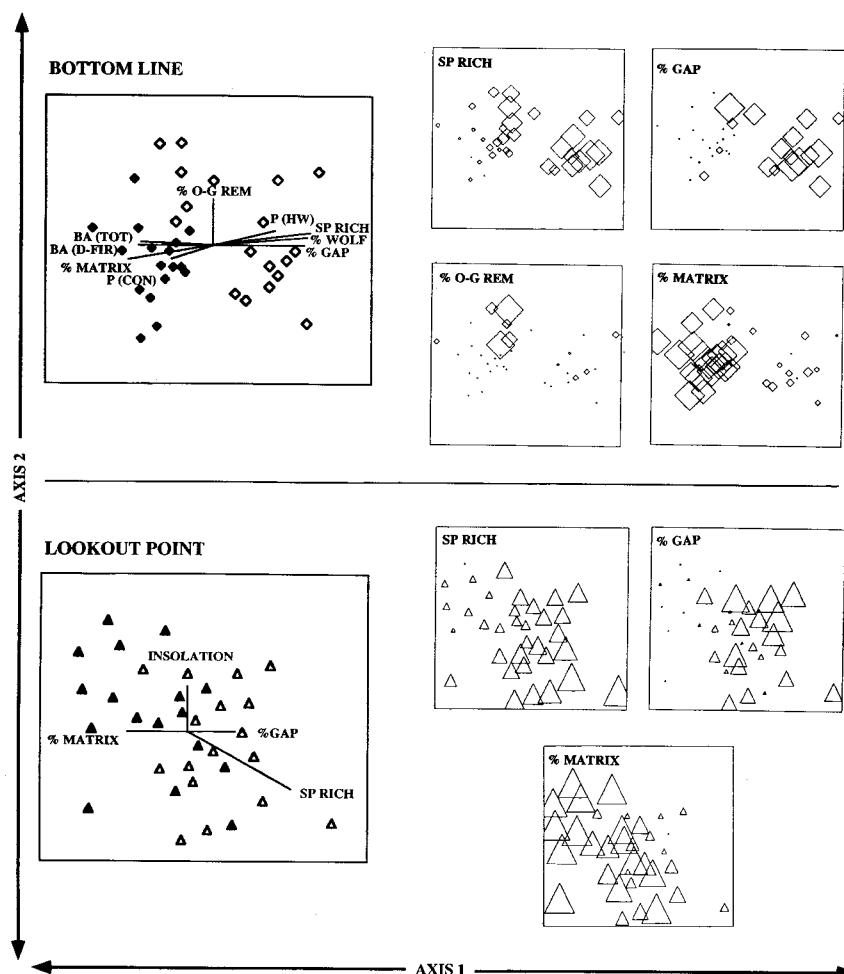 BOTTOM LINE
% O-G REM
P (HW)
SP RICH
% WOLF
% GAP
BA (TOT)
BA (D-FIR)
% MATRIX
P (CON)
SP RICH
% GAP
% O-G REM
% MATRIX
AXIS 2
LOOKOUT POINT
INSOLATION
% MATRIX
%GAP
SP RICH
SP RICH
% GAP
% MATRIX
AXIS 1